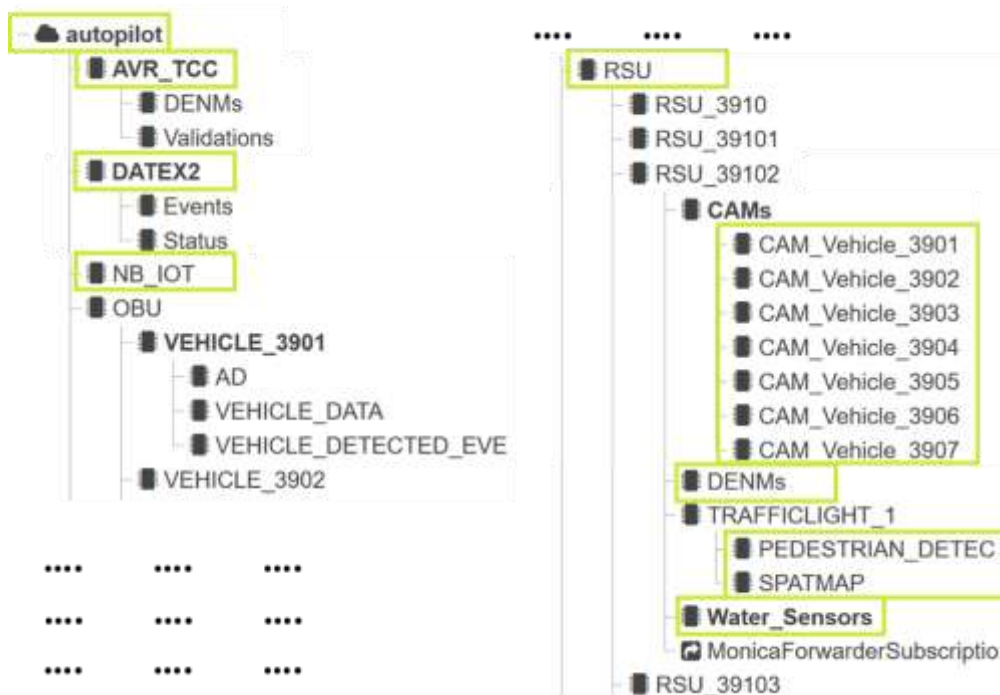 autopilot
AVR_TCC
DENMs
Validations
DATEX2
Events
Status
NB_IOT
OBU
VEHICLE_3901
AD
VEHICLE_DATA
VEHICLE_DETECTED_EVE
VEHICLE_3902
.... .... ....
.... .... ....
.... .... ....
.... .... ....
RSU
RSU_3910
RSU_39101
RSU_39102
CAMs
CAM_Vehicle_3901
CAM_Vehicle_3902
CAM_Vehicle_3903
CAM_Vehicle_3904
CAM_Vehicle_3905
CAM_Vehicle_3906
CAM_Vehicle_3907
DENMs
TRAFFICLIGHT_1
PEDESTRIAN_DETEC
SPATMAP
Water_Sensors
MonicaForwarderSubscriptio
RSU_39103